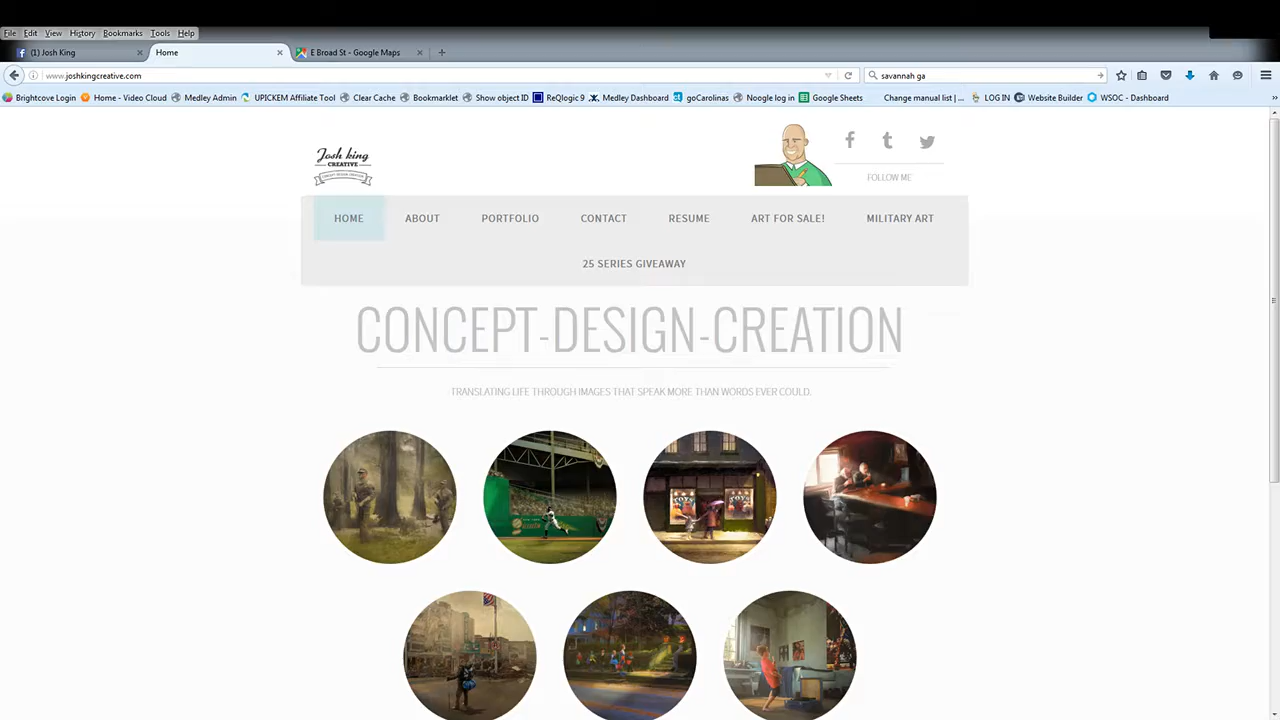 File Edit View History Bookmarks Tools Help
(1) Josh King × Home × E Broad St - Google Maps × +
www.joshkingcreative.com savannah ga
Brightcove Login Home - Video Cloud Medley Admin UPICKEM Affiliate Tool Clear Cache Bookmarklet Show object ID ReQlogic 9 Medley Dashboard goCarolinas Noogle log in Google Sheets Change manual list | ... LOG IN Website Builder WSOC - Dashboard
Josh king
CREATIVE
CONCEPT-DESIGN-CREATION
FOLLOW ME
HOME ABOUT PORTFOLIO CONTACT RESUME ART FOR SALE! MILITARY ART
25 SERIES GIVEAWAY
CONCEPT-DESIGN-CREATION
TRANSLATING LIFE THROUGH IMAGES THAT SPEAK MORE THAN WORDS EVER COULD.
TOYS